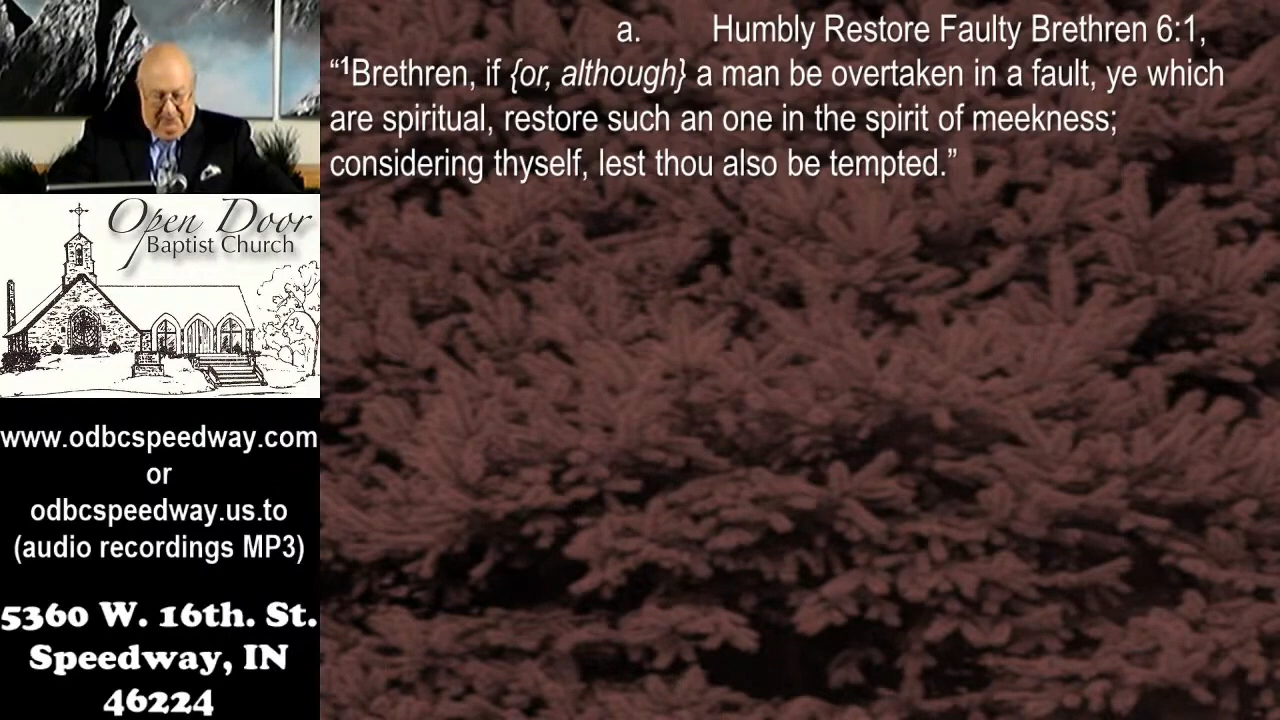 a. Humbly Restore Faulty Brethren 6:1,
“¹Brethren, if {or, although} a man be overtaken in a fault, ye which
are spiritual, restore such an one in the spirit of meekness;
considering thyself, lest thou also be tempted.”
Open Door
Baptist Church
www.odbcspeedway.com
or
odbcspeedway.us.to
(audio recordings MP3)
5360 W. 16th. St.
Speedway, IN
46224